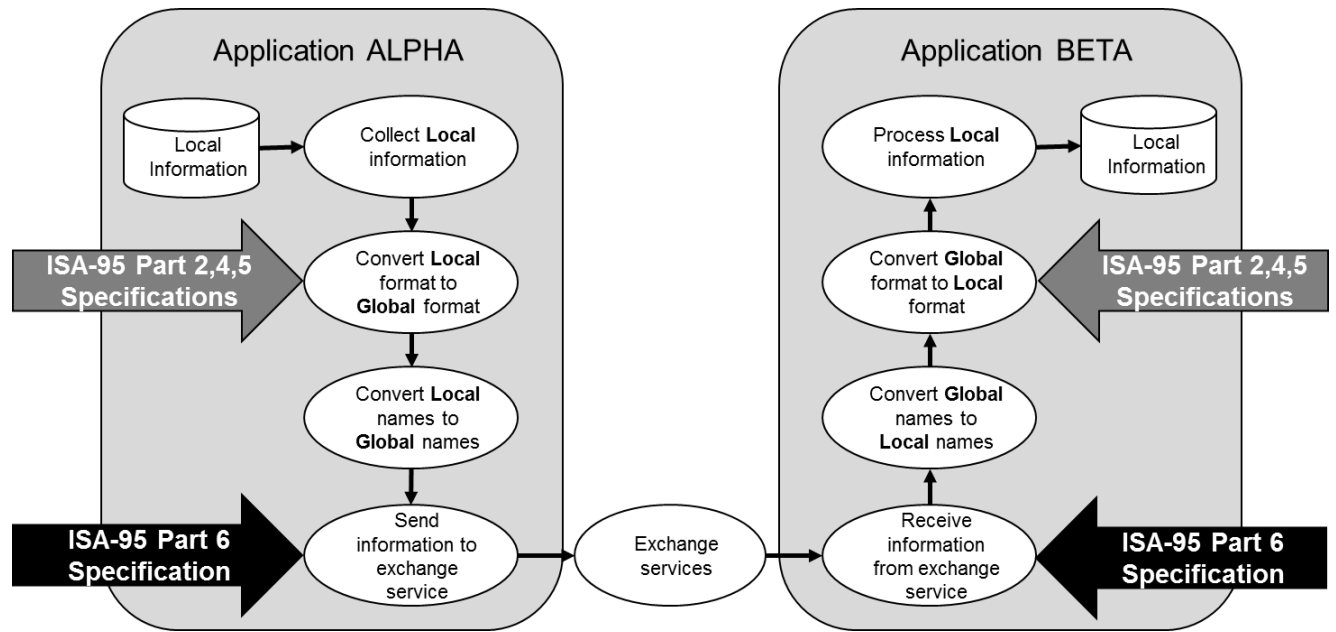 Application ALPHA
Local
Information
Collect Local
information
ISA-95 Part 2,4,5
Specifications
Convert Local
format to
Global format
Convert Local
names to
Global names
ISA-95 Part 6
Specification
Send
information to
exchange
service
Exchange
services
Application BETA
Process Local
information
Local
Information
Convert Global
format to Local
format
ISA-95 Part 2,4,5
Specifications
Convert Global
names to
Local names
Receive
information
from exchange
service
ISA-95 Part 6
Specification